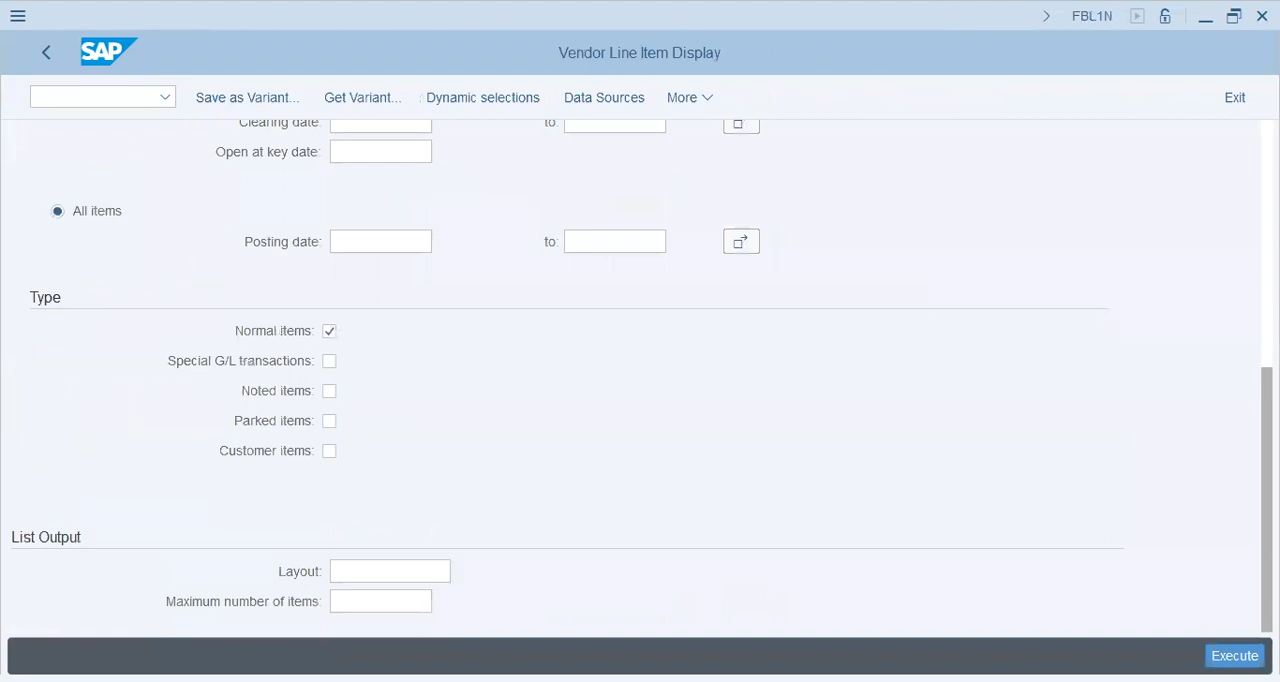 FBL1N
SAP
Vendor Line Item Display
Save as Variant... Get Variant... Dynamic selections Data Sources More Exit
Clearing date: to:
Open at key date:
All items
Posting date: to:
Type
Normal items:
Special G/L transactions:
Noted items:
Parked items:
Customer items:
List Output
Layout:
Maximum number of items:
Execute